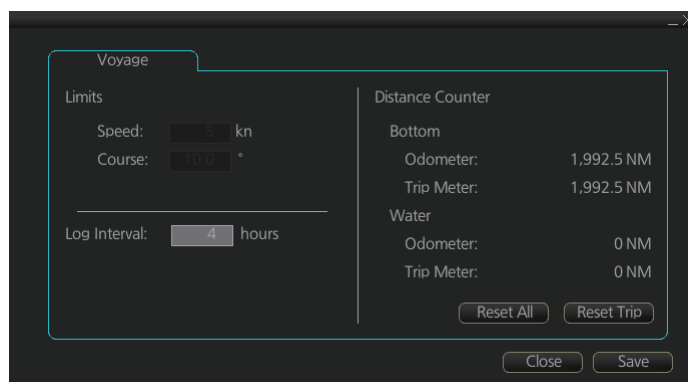 Voyage
Limits
Speed: 5 kn
Course: 10.0 °
Log Interval: 4 hours
Distance Counter
Bottom
Odometer: 1,992.5 NM
Trip Meter: 1,992.5 NM
Water
Odometer: 0 NM
Trip Meter: 0 NM
Reset All Reset Trip
Close Save